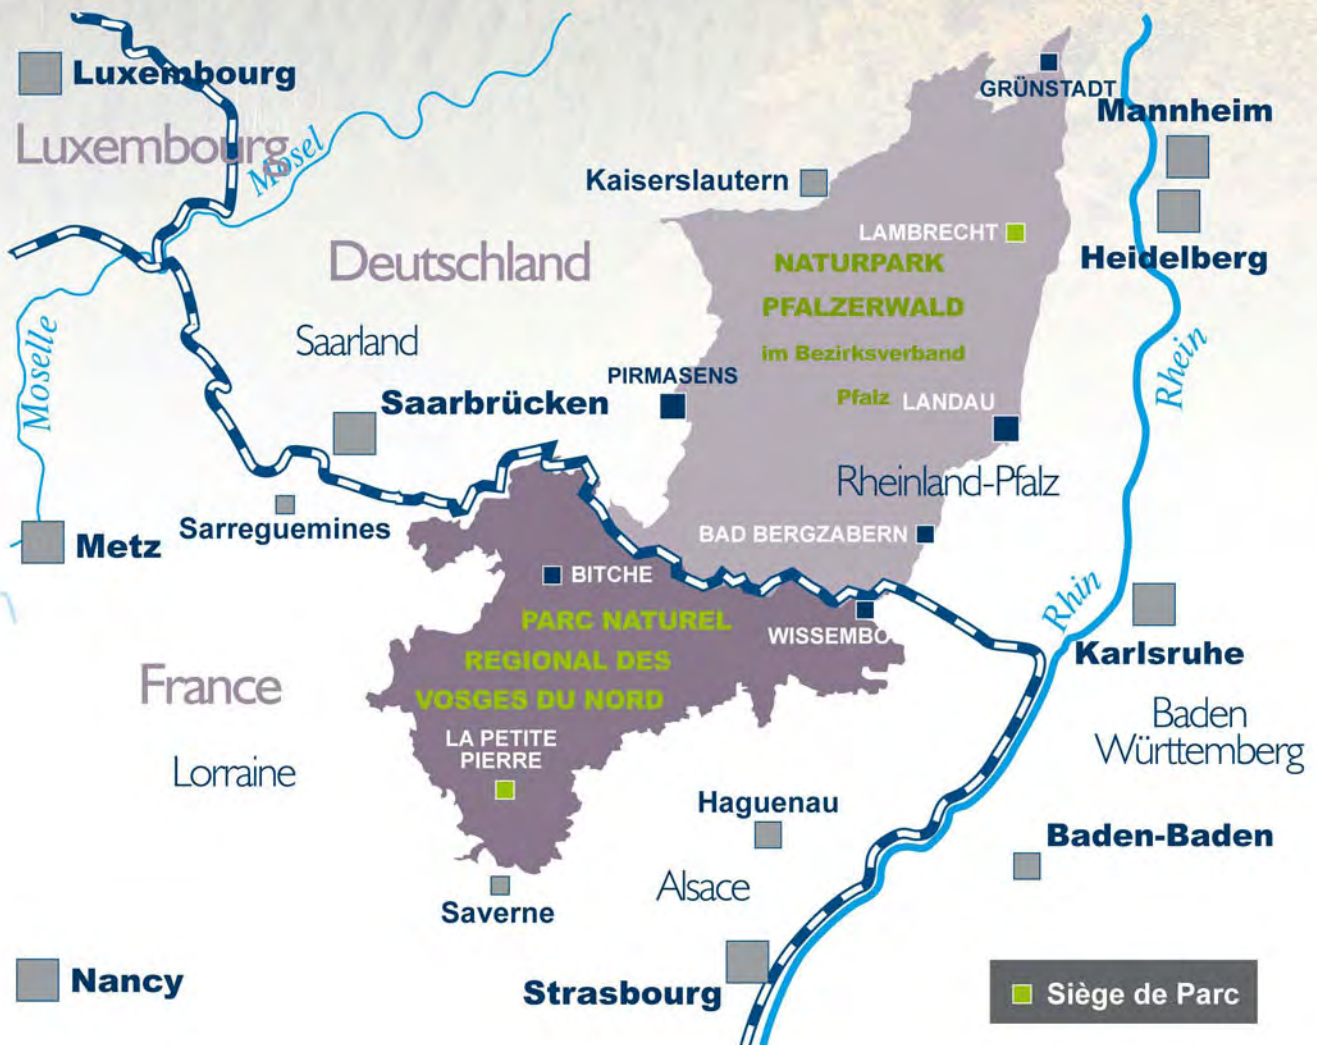 Luxembourg
Luxembourg
Mosel
GRÜNSTADT
Mannheim
Kaiserslautern
LAMBRECHT
Heidelberg
Deutschland
NATURPARK
PFALZERWALD
im Bezirksverband
Pfalz
Saarland
Moselle
Rhein
PIRMASENS
Saarbrücken
LANDAU
Rheinland-Pfalz
Sarreguemines
Metz
BAD BERGZABERN
BITCHE
Rhin
PARC NATUREL
REGIONAL DES
VOSGES DU NORD
WISSEMBO
Karlsruhe
France
Baden
Württemberg
LA PETITE
PIERRE
Lorraine
Haguenau
Baden-Baden
Alsace
Saverne
Nancy
Strasbourg
Siège de Parc